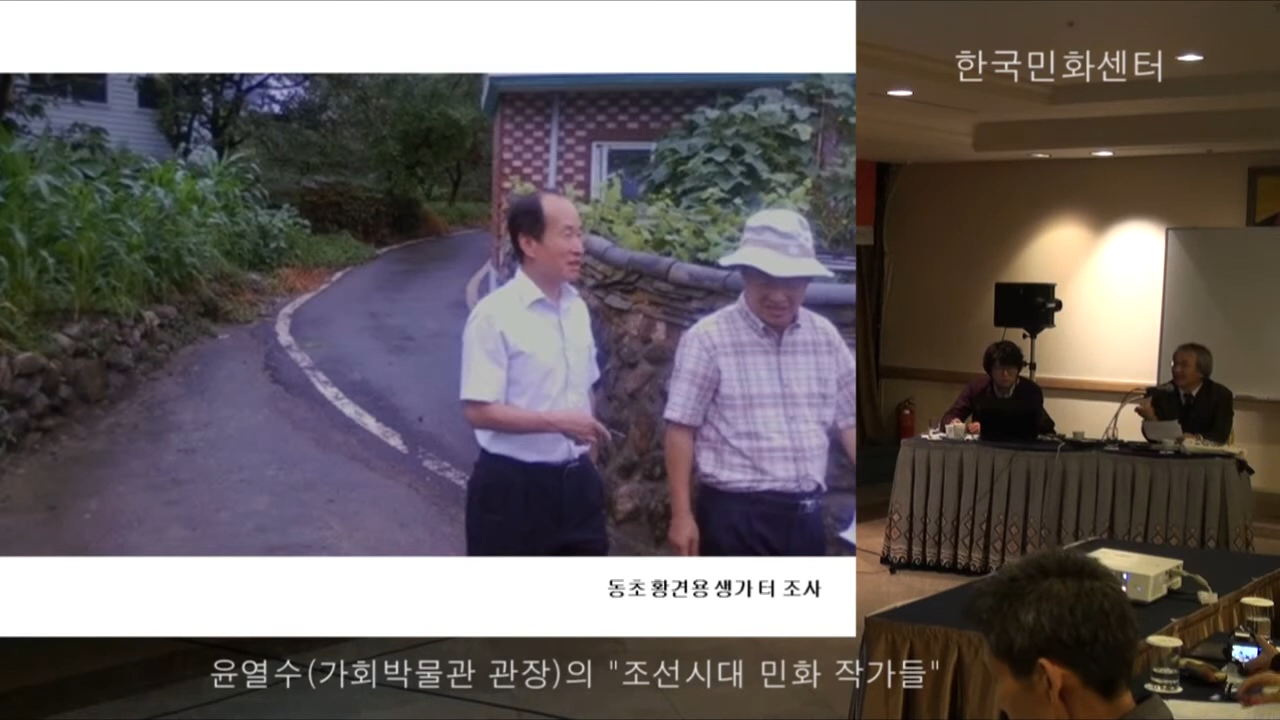 한국민화센터
동초 황견용 생가 터 조사
윤열수(가회박물관 관장)의 "조선시대 민화 작가들"